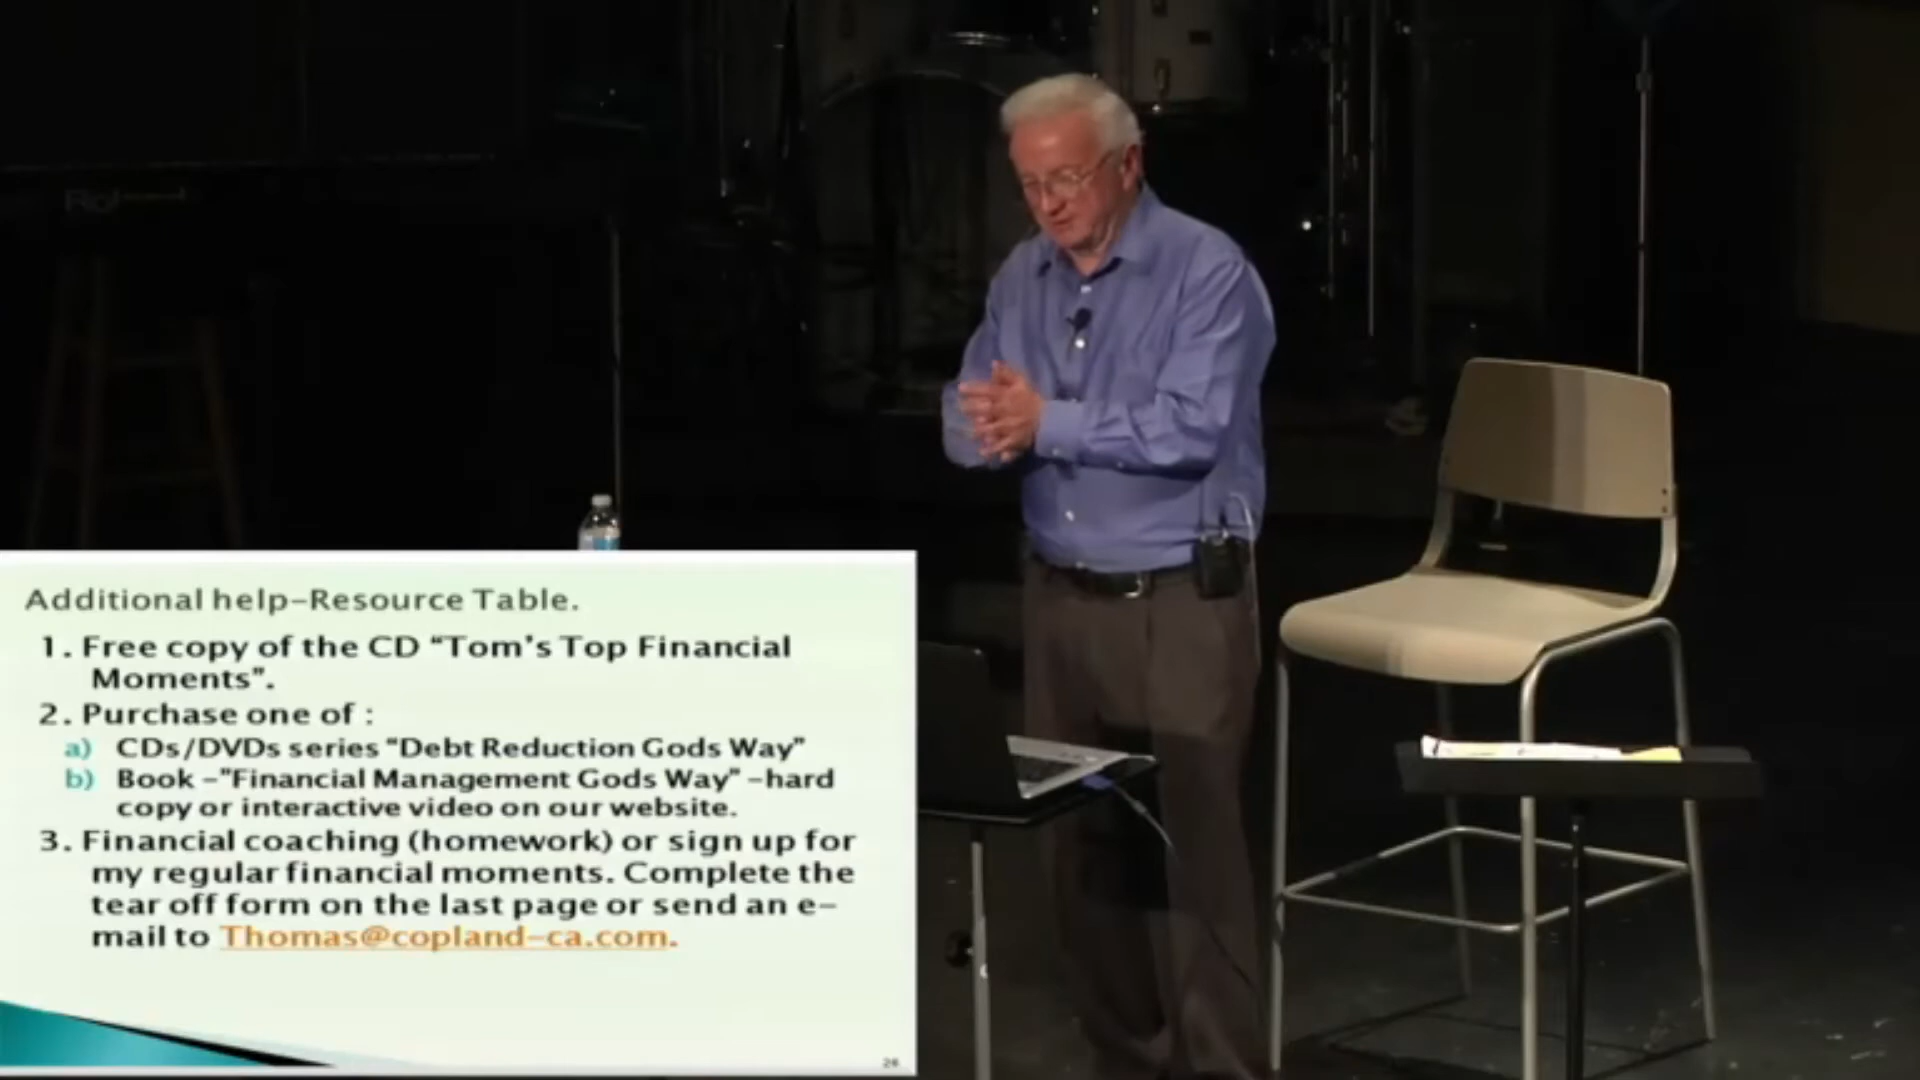 Additional help-Resource Table.
1. Free copy of the CD “Tom’s Top Financial
Moments”.
2. Purchase one of :
a) CDs/DVDs series “Debt Reduction Gods Way”
b) Book -"Financial Management Gods Way" -hard
copy or interactive video on our website.
3. Financial coaching (homework) or sign up for
my regular financial moments. Complete the
tear off form on the last page or send an e-
mail to Thomas@copland-ca.com.